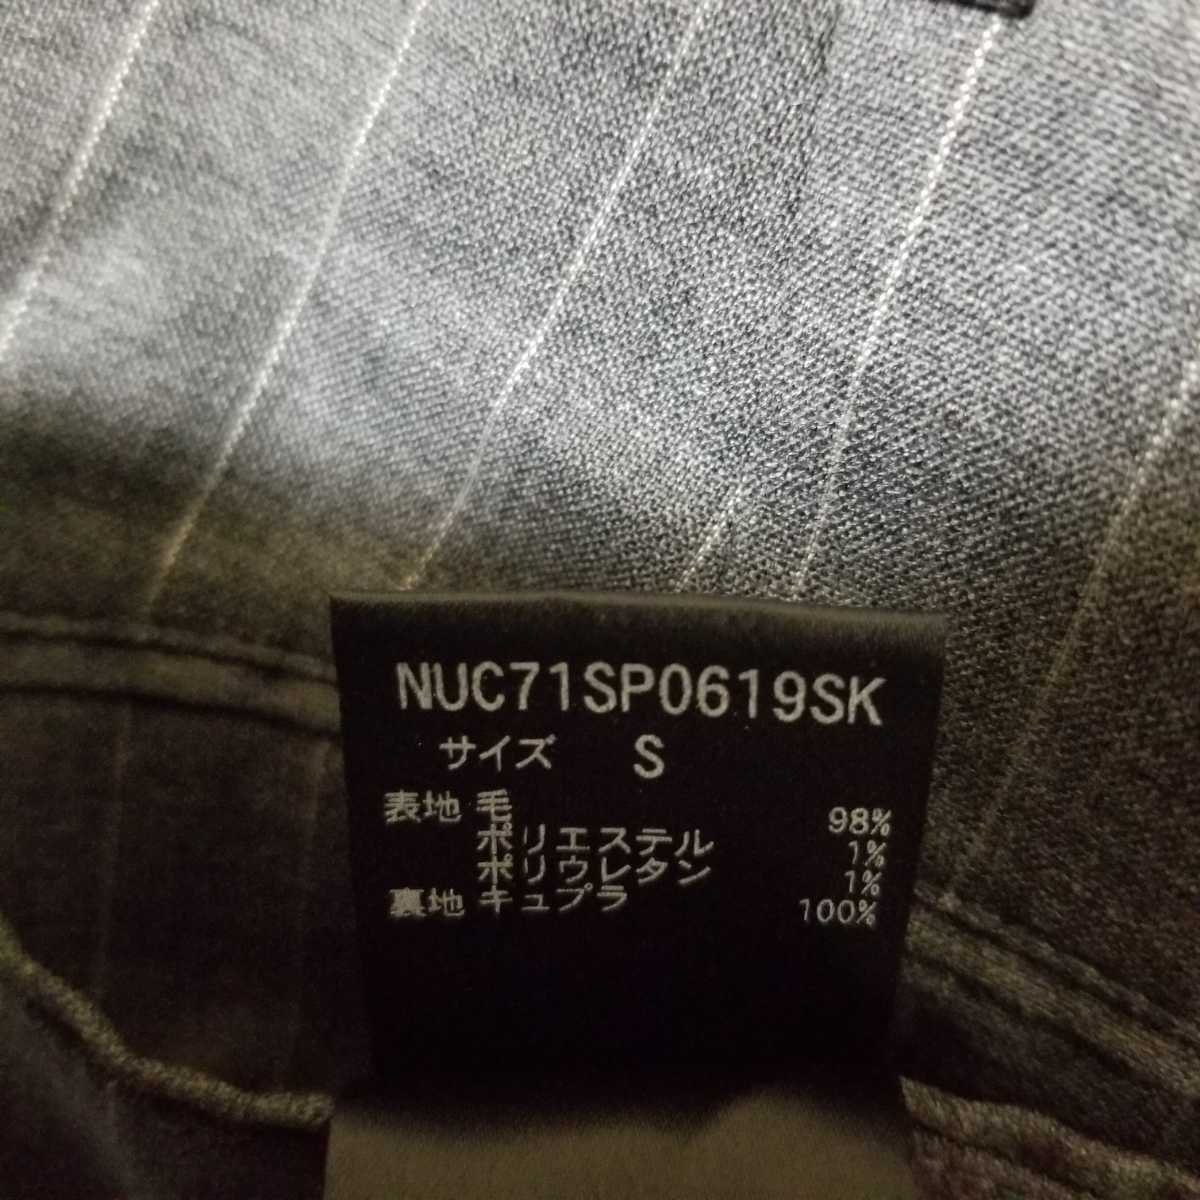 NUC71SP0619SK
サイズ S
表地 毛 98%
ポリエステル 1%
ポリウレタン 1%
裏地 キュプラ 100%